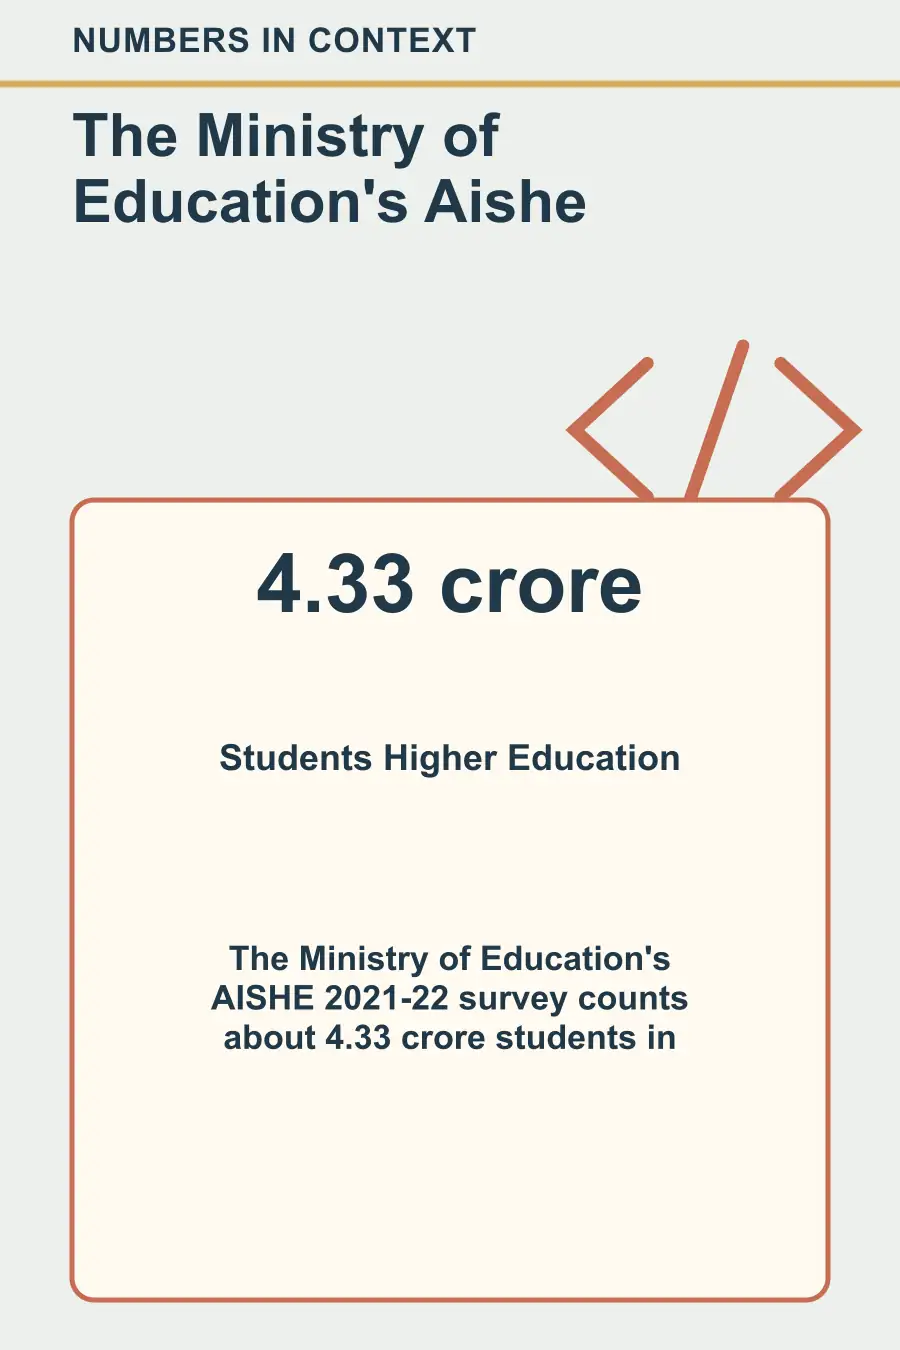 NUMBERS IN CONTEXT
The Ministry of
Education's Aishe
4.33 crore
Students Higher Education
The Ministry of Education's
AISHE 2021-22 survey counts
about 4.33 crore students in